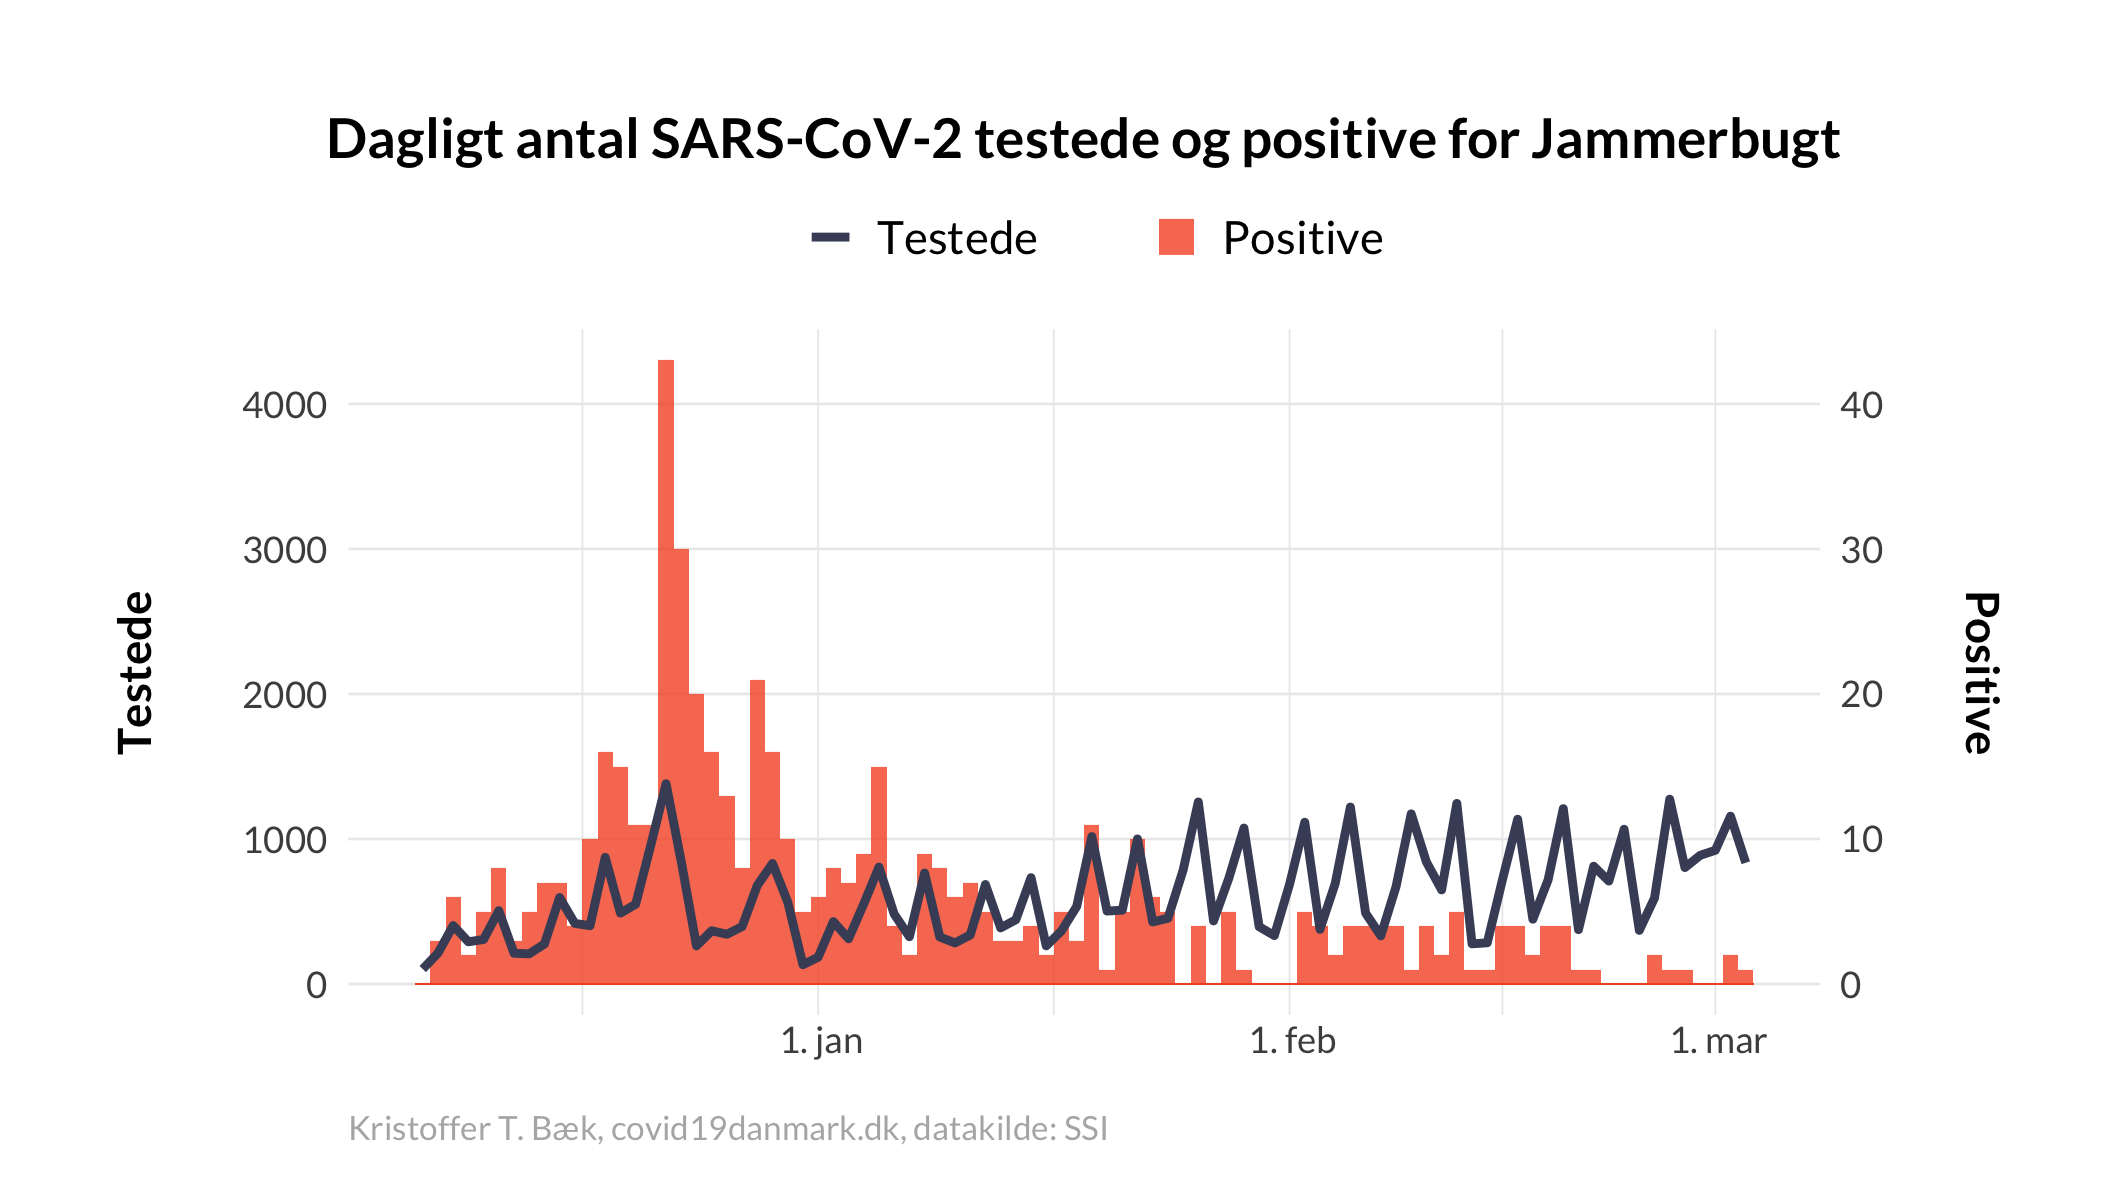 Dagligt antal SARS-CoV-2 testede og positive for Jammerbugt
Testede
Positive
4000
3000
2000
1000
0
Testede
40
30
20
10
0
Positive
1. jan
1. feb
1. mar
Kristoffer T. Bæk, covid19danmark.dk, datakilde: SSI